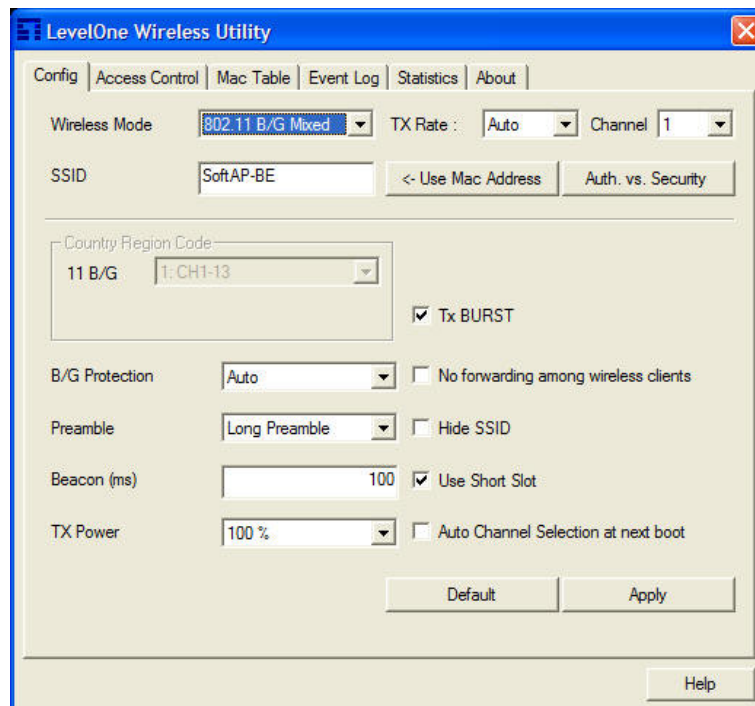 LevelOne Wireless Utility
Config Access Control Mac Table Event Log Statistics About
Wireless Mode 802.11 B/G Mixed TX Rate : Auto Channel 1
SSID SoftAP-BE <- Use Mac Address Auth. vs. Security
Country Region Code
11 B/G 1: CH1-13
Tx BURST
B/G Protection Auto No forwarding among wireless clients
Preamble Long Preamble Hide SSID
Beacon (ms) 100 Use Short Slot
TX Power 100 % Auto Channel Selection at next boot
Default Apply
Help